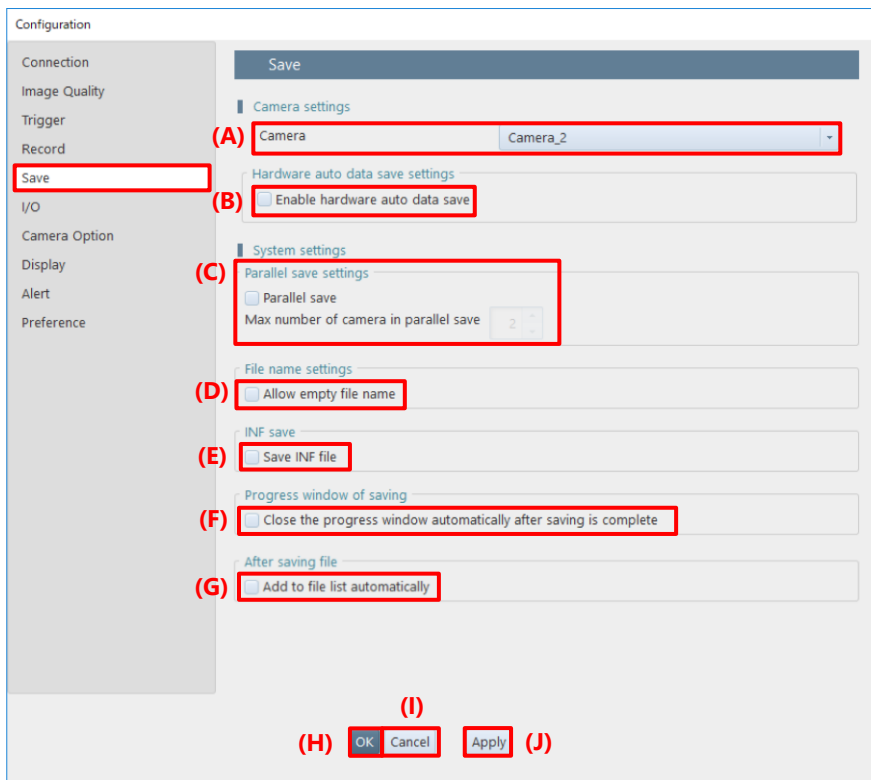 Configuration
Connection
Image Quality
Trigger
Record
Save
I/O
Camera Option
Display
Alert
Preference
Save
Camera settings
(A) Camera Camera_2
Hardware auto data save settings
(B) Enable hardware auto data save
System settings
(C) Parallel save settings
Parallel save
Max number of camera in parallel save 2
File name settings
(D) Allow empty file name
INF save
(E) Save INF file
Progress window of saving
(F) Close the progress window automatically after saving is complete
After saving file
(G) Add to file list automatically
(I)
(H) OK Cancel Apply (J)